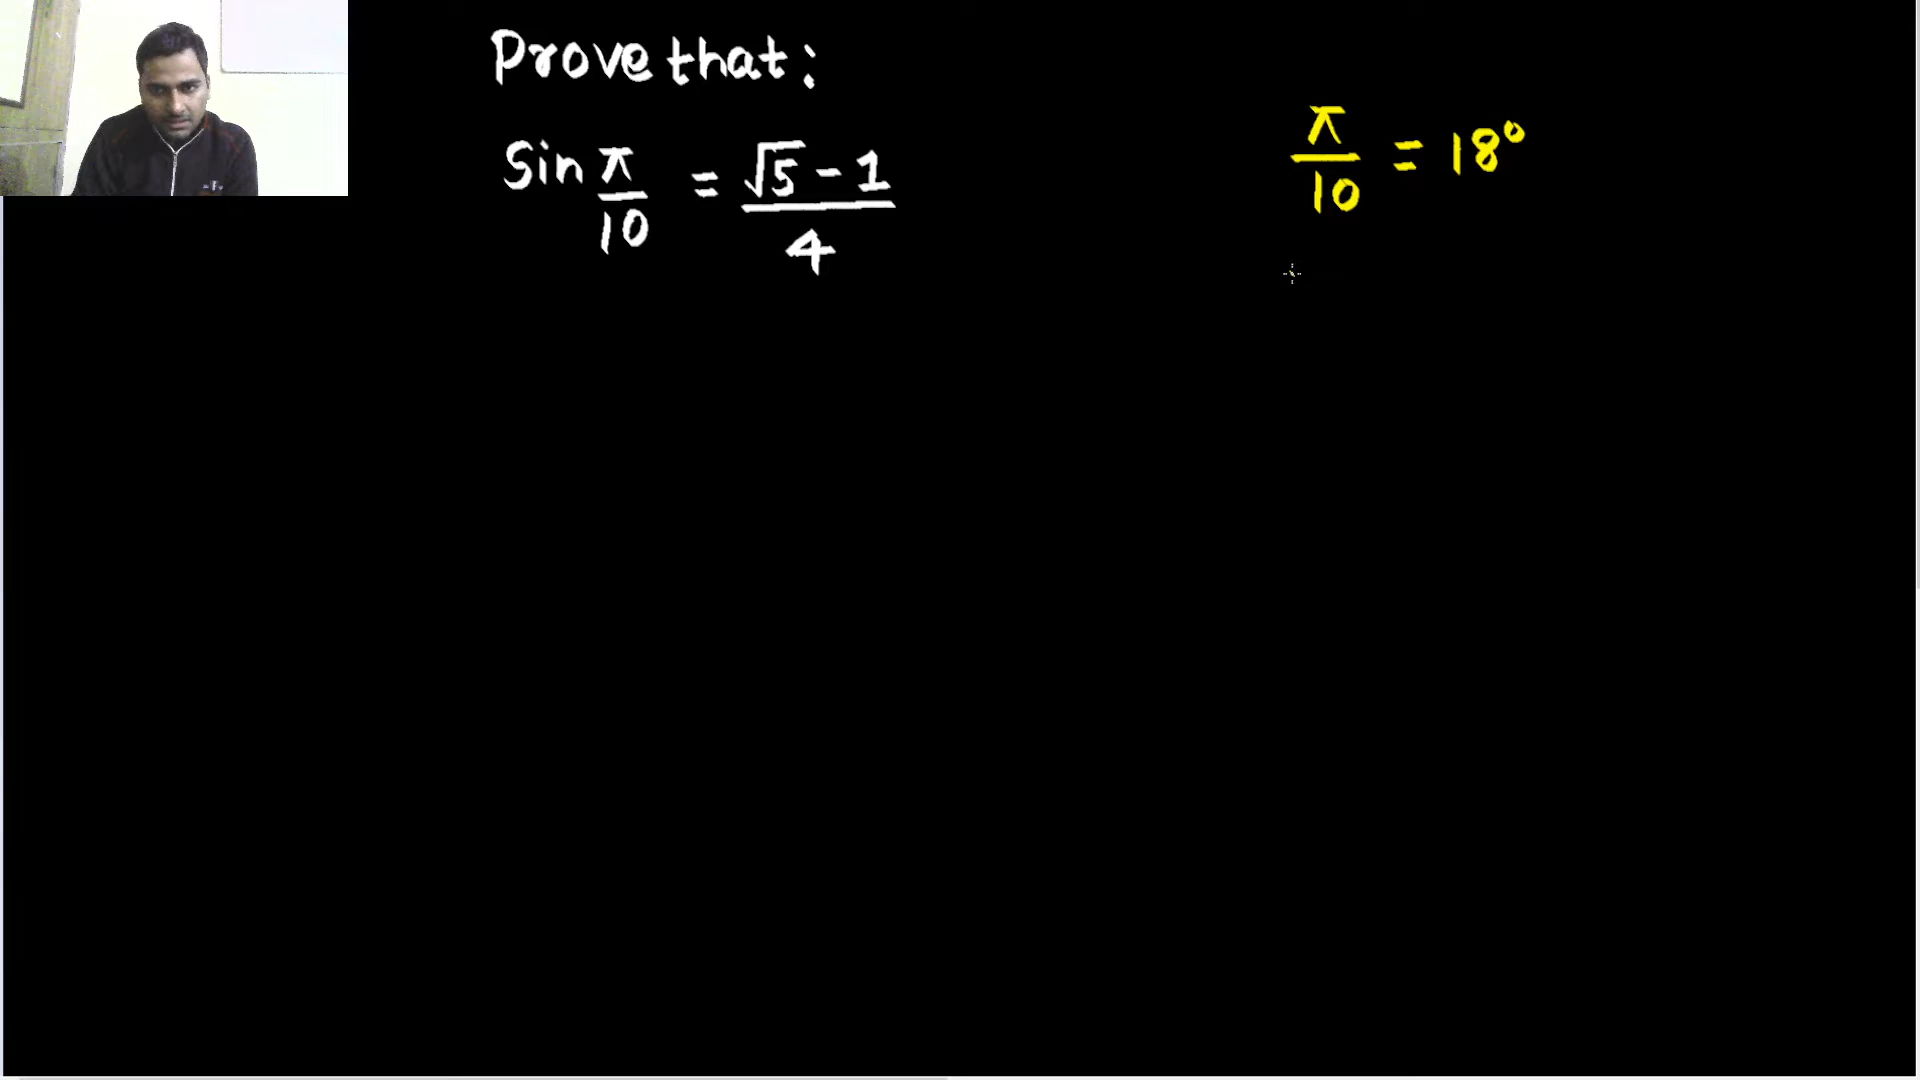 Prove that:
Sin π/10 = (√5 - 1)/4
π/10 = 18°